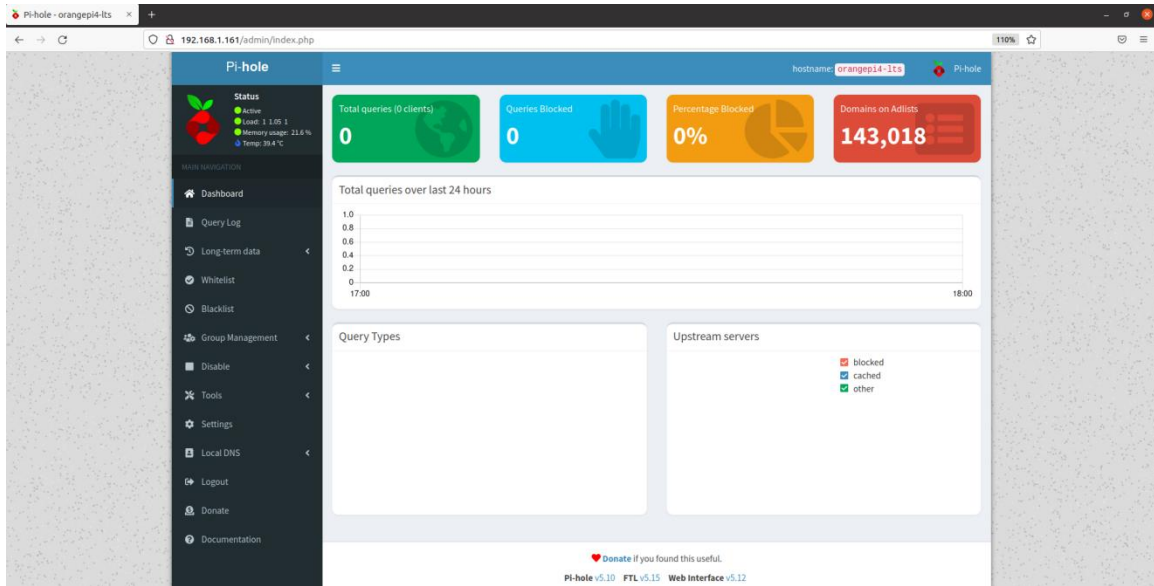 Pi-hole - orangepi4-lts
192.168.1.161/admin/index.php
110%
Pi-hole
hostname: orangepi4-lts
Pi-hole
Status
Active
Load: 1 1.05 1
Memory usage: 21.6 %
Temp: 39.4 °C
MAIN NAVIGATION
Dashboard
Query Log
Long-term data
Whitelist
Blacklist
Group Management
Disable
Tools
Settings
Local DNS
Logout
Donate
Documentation
Total queries (0 clients)
0
Queries Blocked
0
Percentage Blocked
0%
Domains on Adlists
143,018
Total queries over last 24 hours
1.0
0.8
0.6
0.4
0.2
0
17:00
18:00
Query Types
Upstream servers
blocked
cached
other
Donate if you found this useful.
Pi-hole v5.10 FTL v5.15 Web Interface v5.12